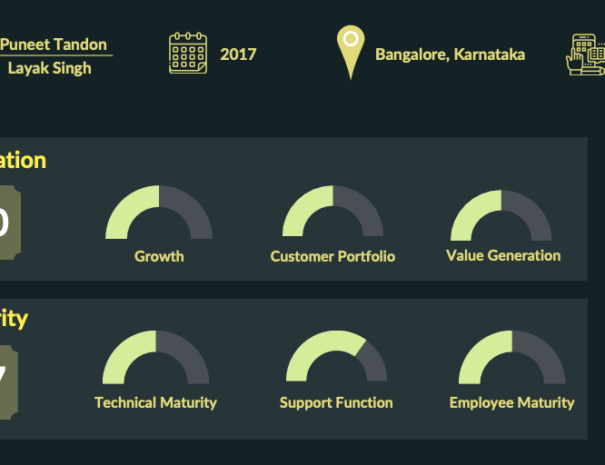 Puneet Tandon
Layak Singh
2017
Bangalore, Karnataka
ation
0
Growth
Customer Portfolio
Value Generation
ity
7
Technical Maturity
Support Function
Employee Maturity